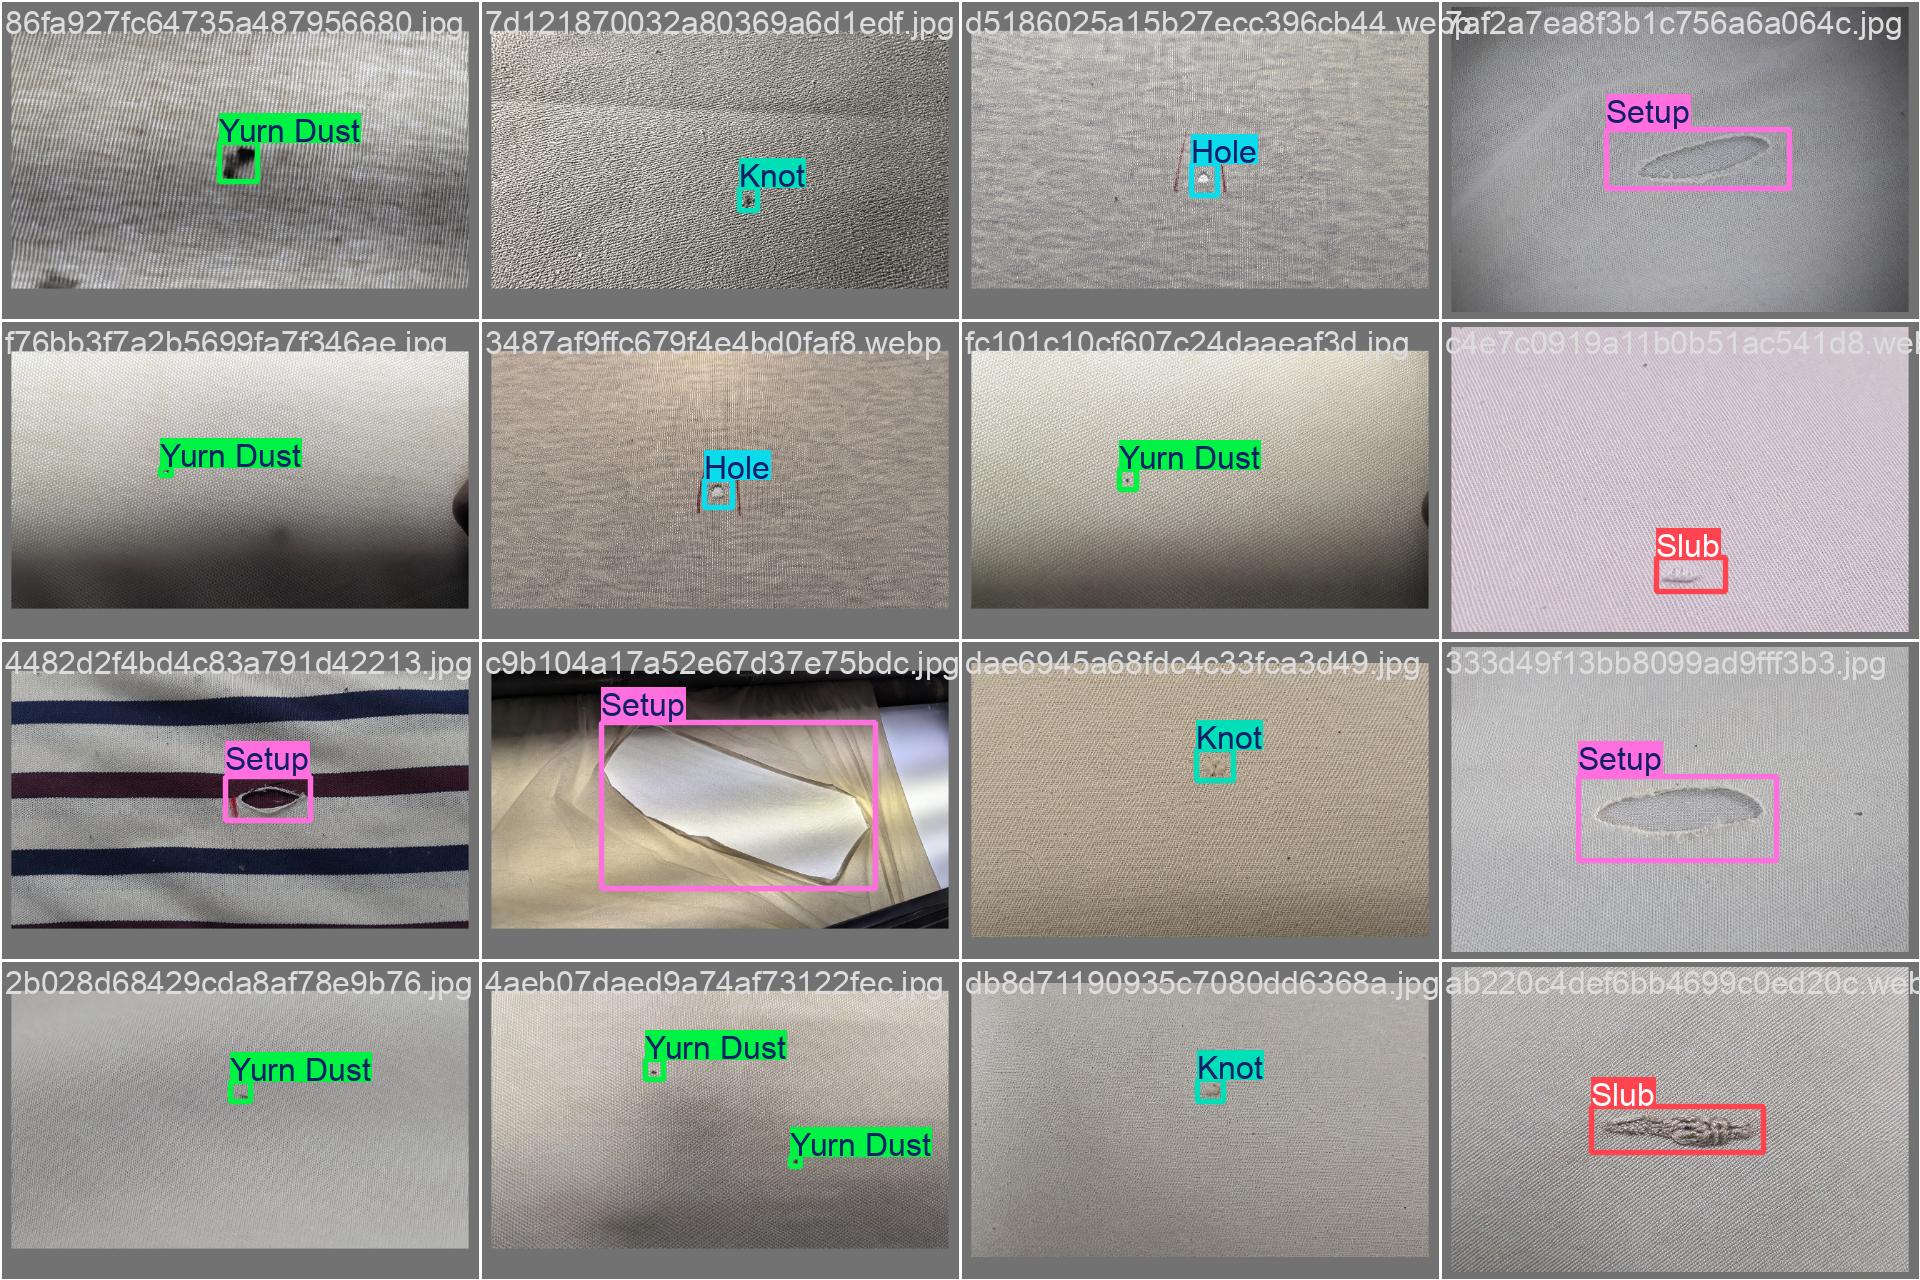 86fa927fc64735a487956680.jpg
7d121870032a80369a6d1edf.jpg
d5186025a15b27ecc396cb44.webp
7af2a7ea8f3b1c756a6a064c.jpg
Yurn Dust
Knot
Hole
Setup
f76bb3f7a2b5699fa7f346ae.jpg
3487af9ffc679f4e4bd0faf8.webp
fc101c10cf607c24daaeaf3d.jpg
c4e7c0919a11b0b51ac541d8.we
Yurn Dust
Hole
Yurn Dust
Slub
4482d2f4bd4c83a791d42213.jpg
c9b104a17a52e67d37e75bdc.jpg
dae6945a68fdc4c33fca3d49.jpg
333d49f13bb8099ad9fff3b3.jpg
Setup
Setup
Knot
Setup
2b028d68429cda8af78e9b76.jpg
4aeb07daed9a74af73122fec.jpg
db8d71190935c7080dd6368a.jpg
ab220c4def6bb4699c0ed20c.web
Yurn Dust
Yurn Dust
Yurn Dust
Knot
Slub